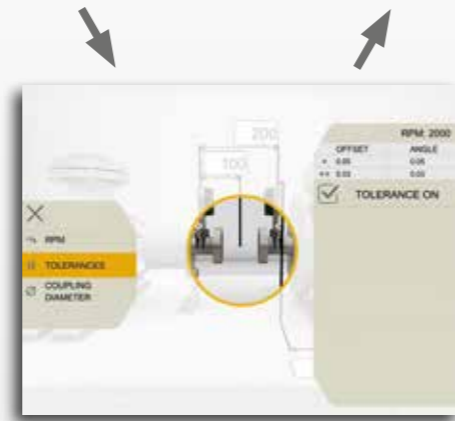 200
100
RPM: 2000
OFFSET ANGLE
+ 0.05 0.05
++ 0.03 0.03
TOLERANCE ON
RPM
TOLERANCES
COUPLING
DIAMETER